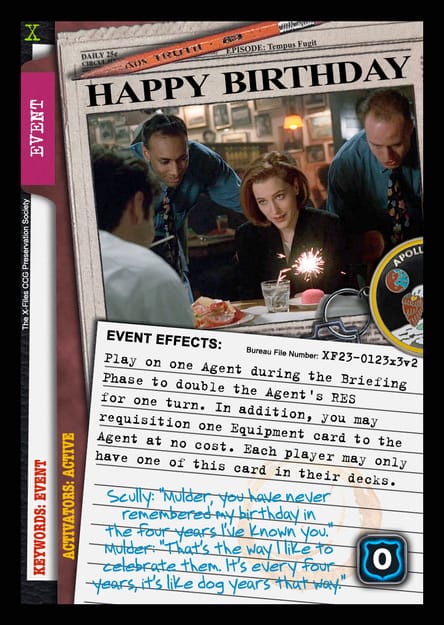 X
EVENT
The X-Files CCG Preservation Society
KEYWORDS: EVENT
ACTIVATORS: ACTIVE
DAILY 25¢
TRUTH
EPISODE: Tempus Fugit
HAPPY BIRTHDAY
APOLL
EVENT EFFECTS:
Bureau File Number: XF23-0123x3v2
Play on one Agent during the Briefing
Phase to double the Agent's RES
for one turn. In addition, you may
requisition one Equipment card to the
Agent at no cost. Each player may only
have one of this card in their decks.
Scully: "Mulder, you have never
remembered my birthday in
the four years I've known you."
Mulder: "That's the way I like to
celebrate them. It's every four
years, it's like dog years that way."
0